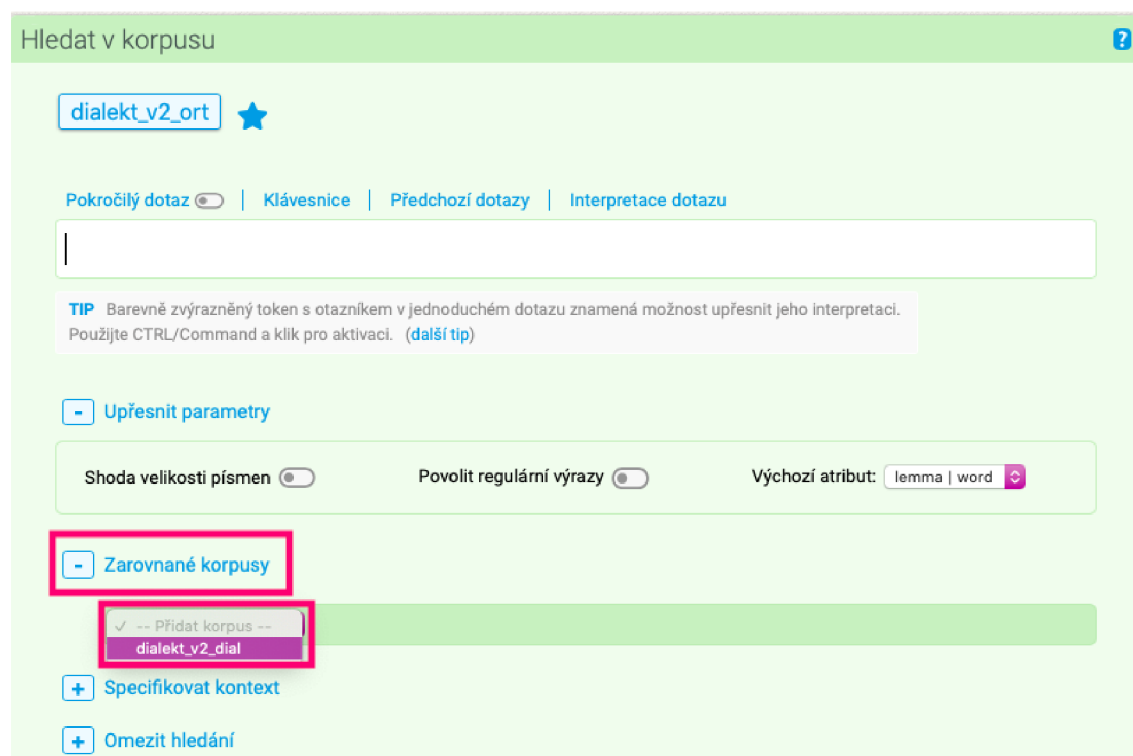 Hledat v korpusu ?
dialekt_v2_ort
Pokročilý dotaz | Klávesnice | Předchozí dotazy | Interpretace dotazu
TIP Barevně zvýrazněný token s otazníkem v jednoduchém dotazu znamená možnost upřesnit jeho interpretaci.
Použijte CTRL/Command a klik pro aktivaci. (další tip)
- Upřesnit parametry
Shoda velikosti písmen Povolit regulární výrazy Výchozí atribut: lemma | word
- Zarovnané korpusy
✓ -- Přidat korpus --
dialekt_v2_dial
+ Specifikovat kontext
+ Omezit hledání